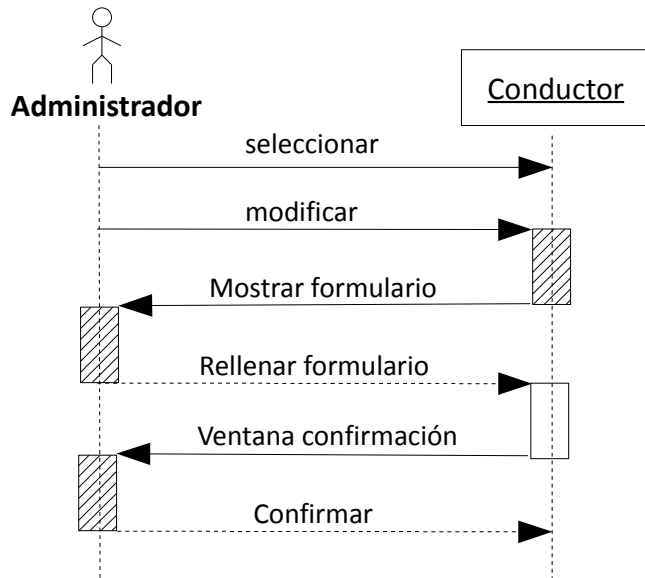 Administrador
Conductor
seleccionar
modificar
Mostrar formulario
Rellenar formulario
Ventana confirmación
Confirmar